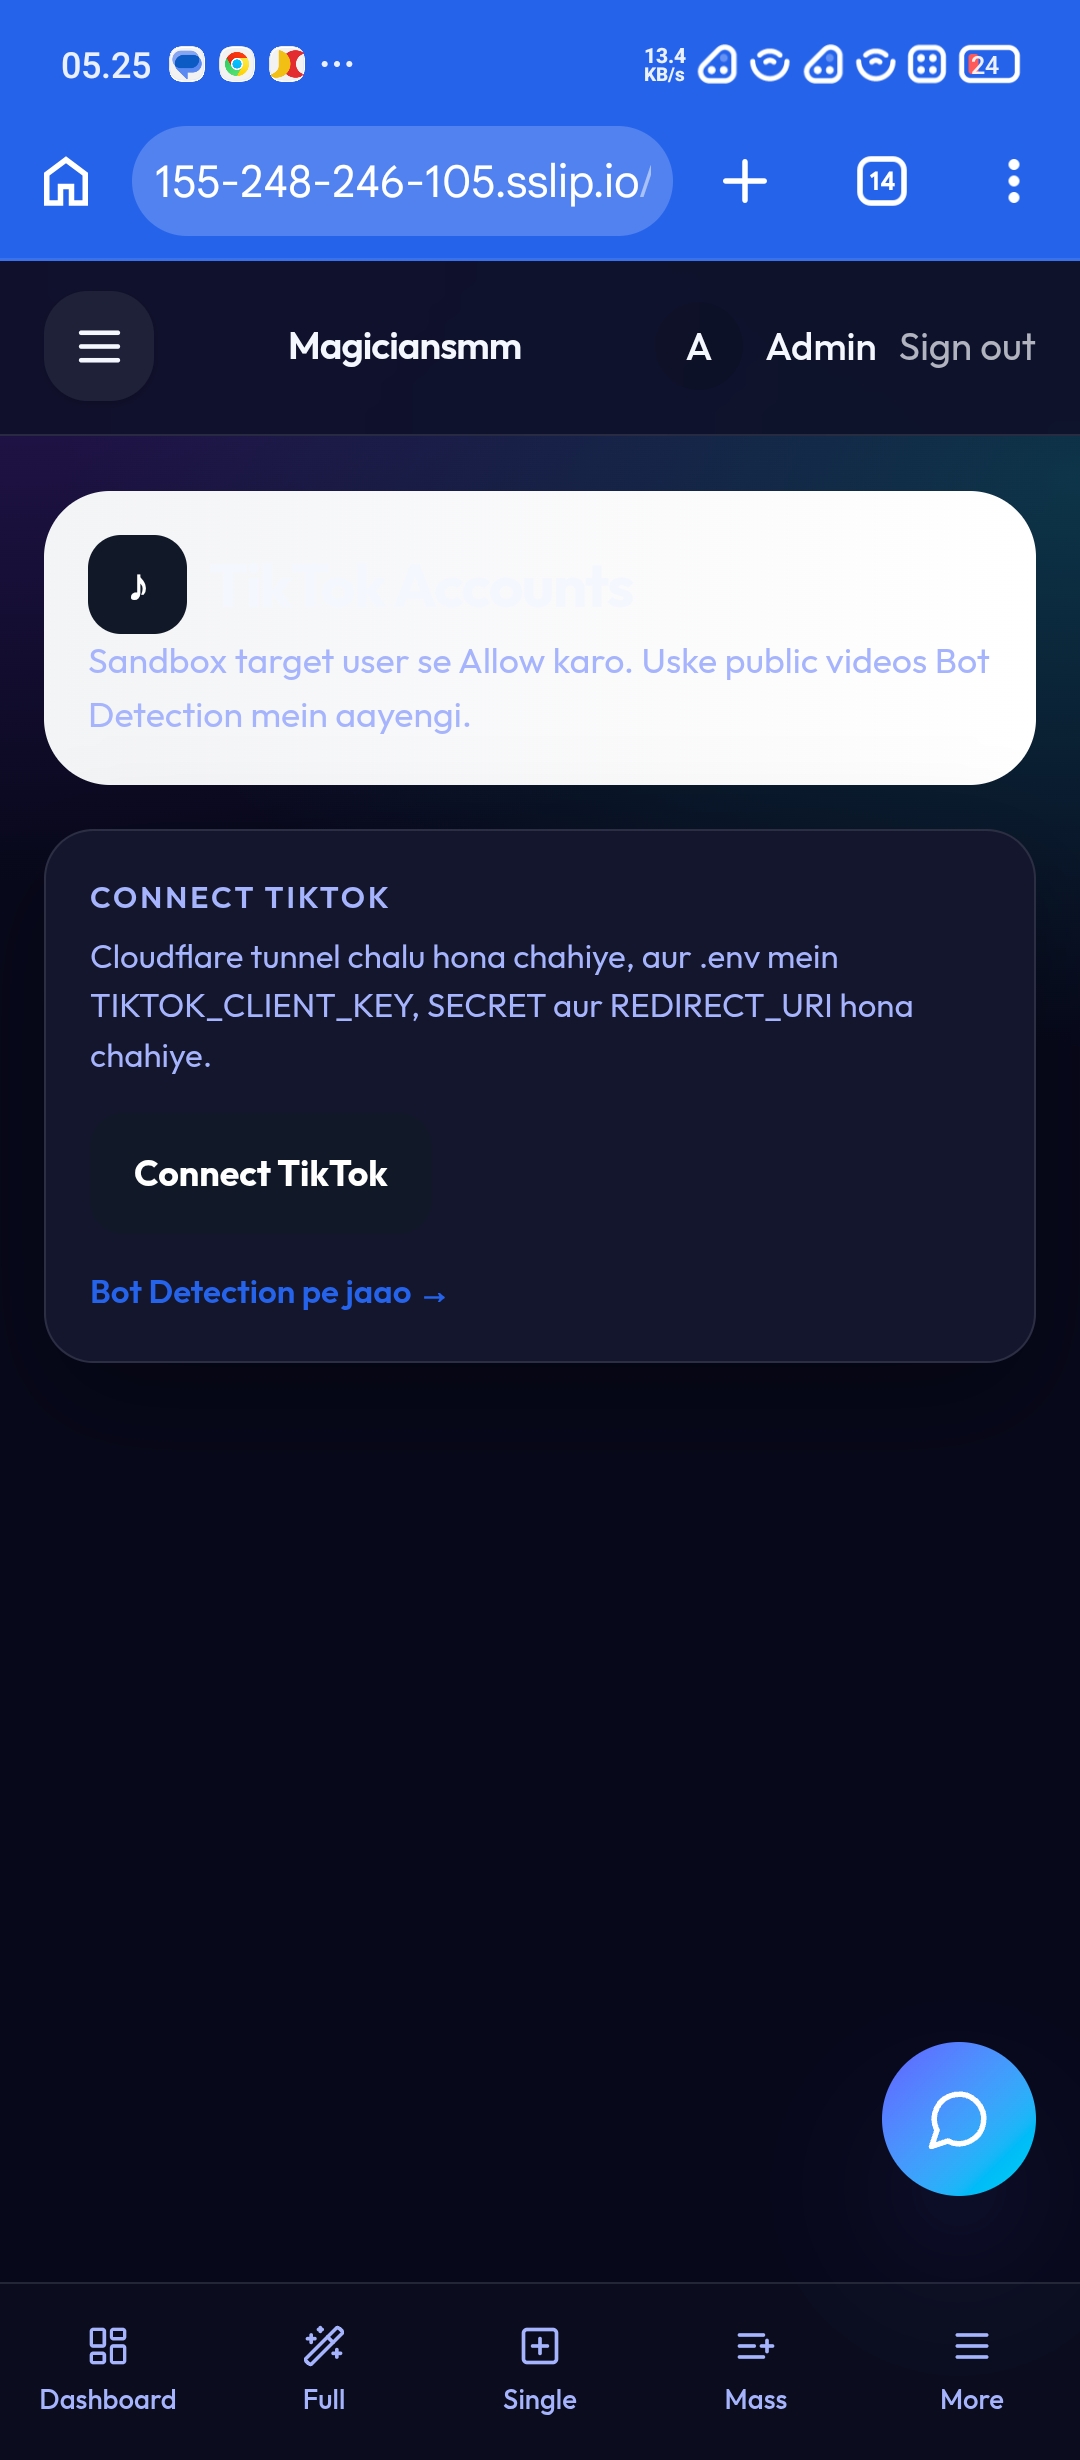 05.25
13.4
KB/s
24
155-248-246-105.sslip.io/
14
Magiciansmm
A
Admin
Sign out
TikTok Accounts
Sandbox target user se Allow karo. Uske public videos Bot
Detection mein aayengi.
CONNECT TIKTOK
Cloudflare tunnel chalu hona chahiye, aur .env mein
TIKTOK_CLIENT_KEY, SECRET aur REDIRECT_URI hona
chahiye.
Connect TikTok
Bot Detection pe jaao →
Dashboard
Full
Single
Mass
More